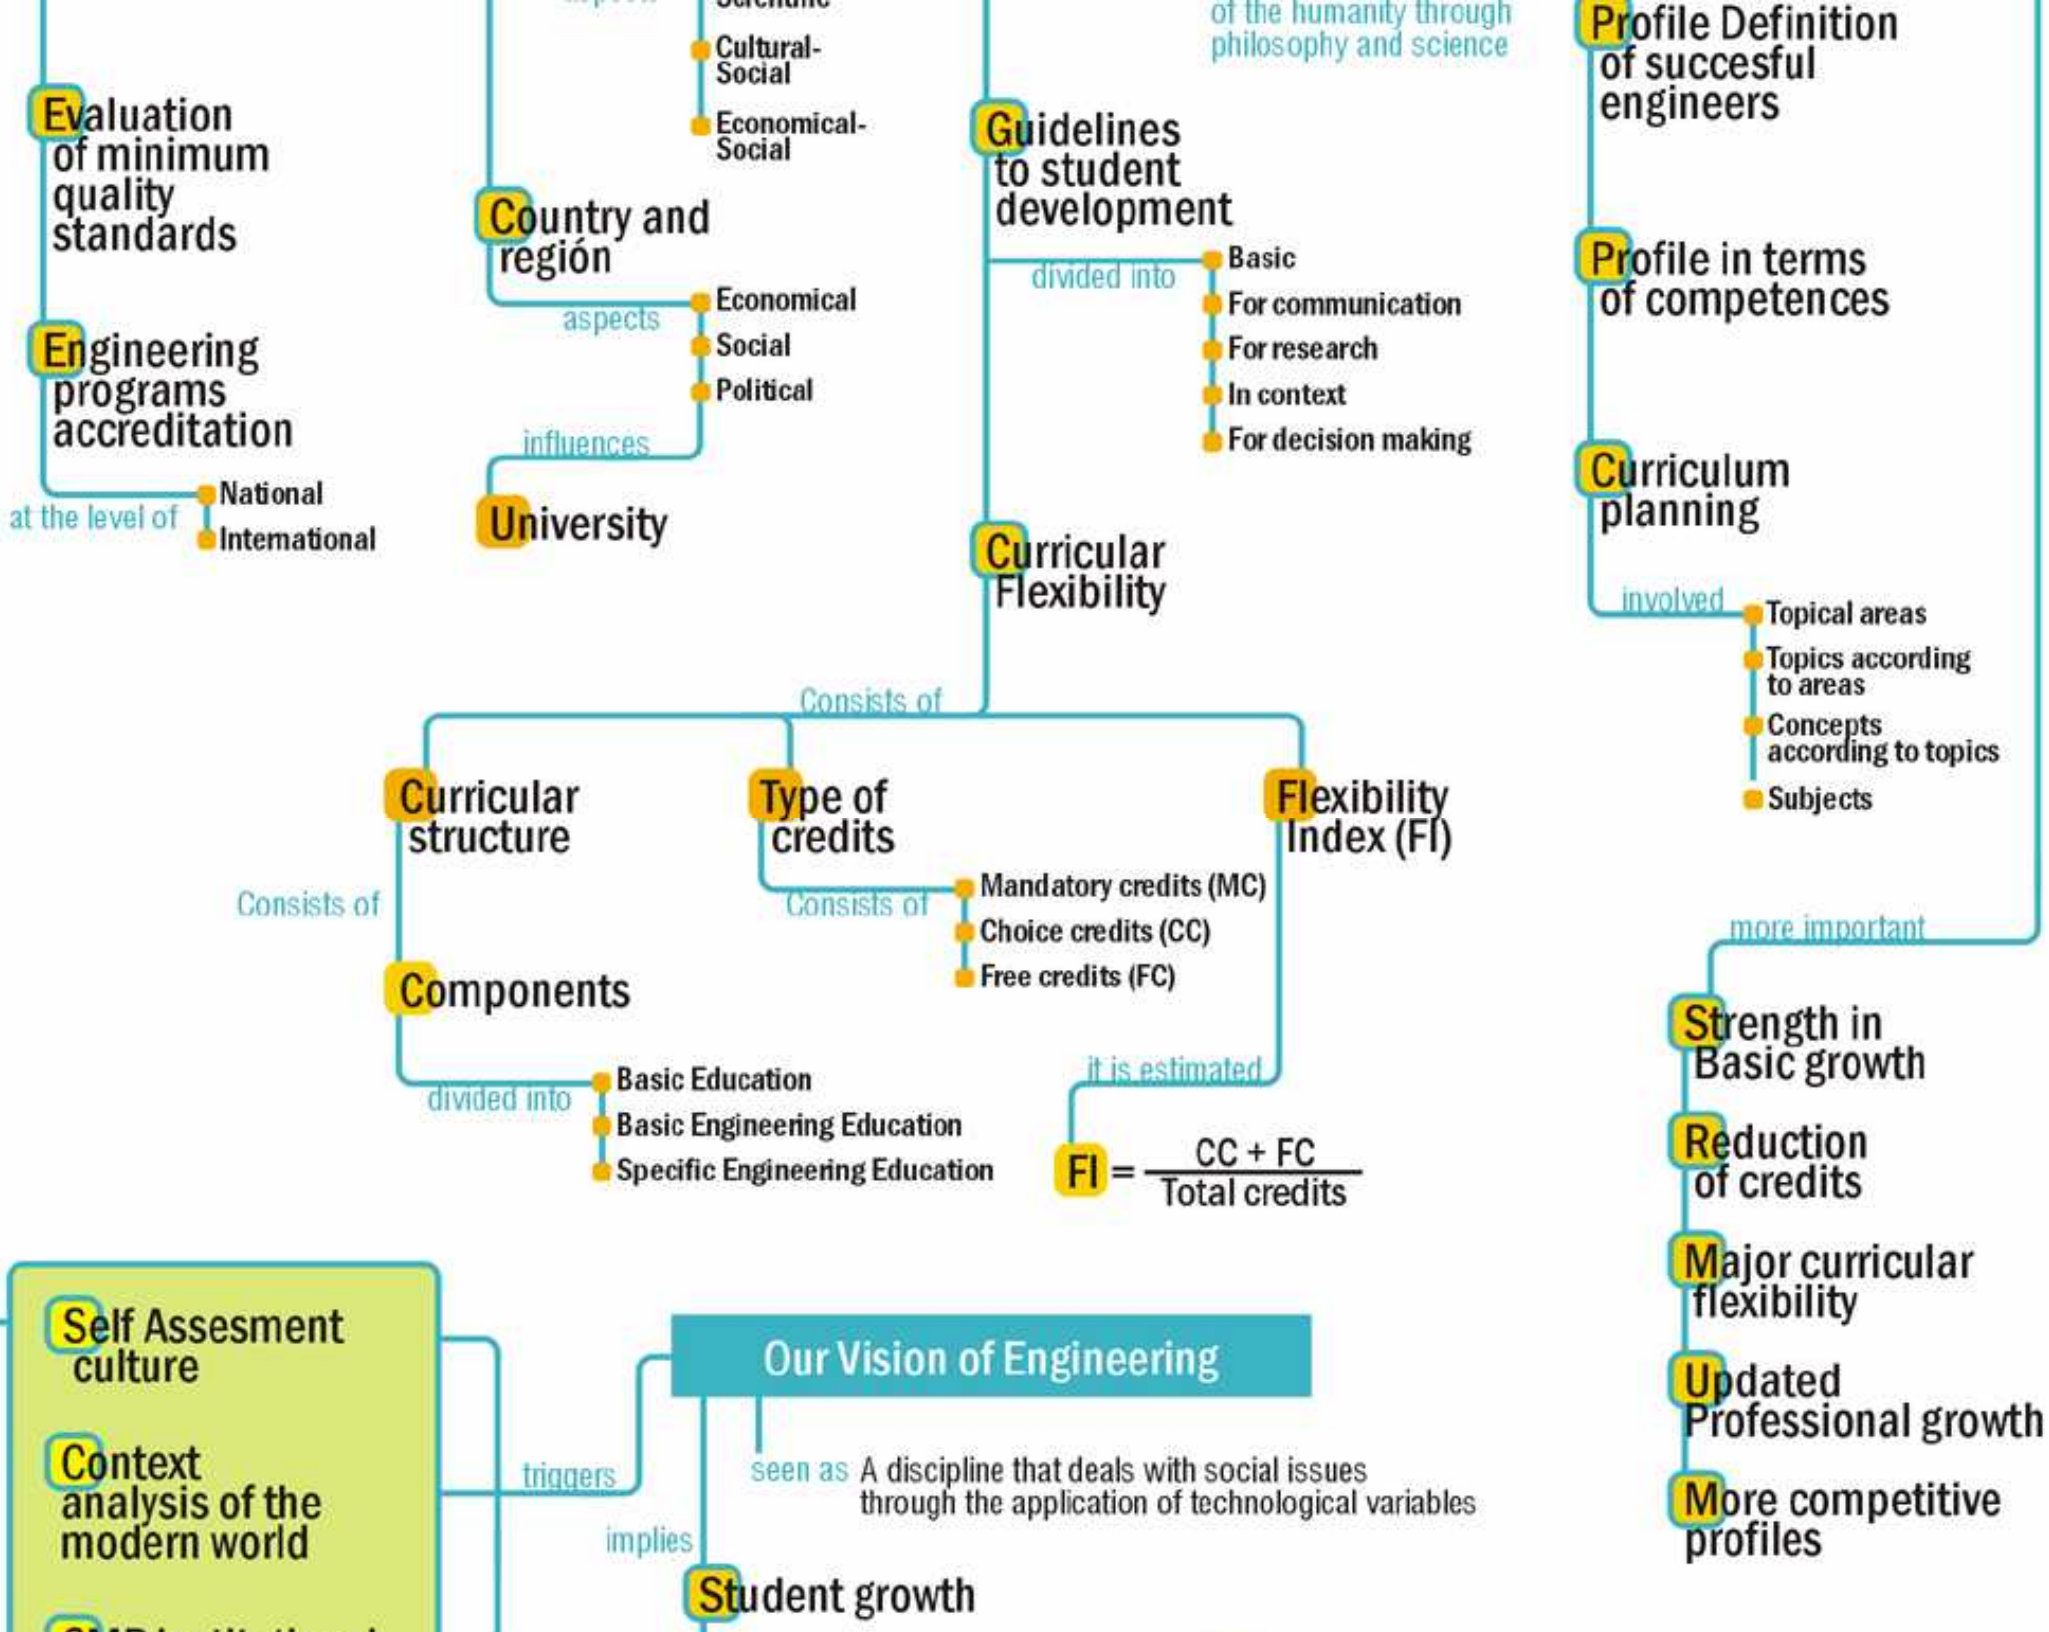 Cultural-
Social
Economical-
Social
of the humanity through
philosophy and science
Profile Definition
of succesful
engineers
Evaluation
of minimum
quality
standards
Guidelines
to student
development
Country and
región
divided into
Basic
For communication
For research
In context
For decision making
Profile in terms
of competences
aspects
Economical
Social
Political
Engineering
programs
accreditation
influences
University
at the level of
National
International
Curriculum
planning
Curricular
Flexibility
involved
Topical areas
Topics according
to areas
Concepts
according to topics
Subjects
Consists of
Curricular
structure
Type of
credits
Flexibility
Index (FI)
Consists of
Mandatory credits (MC)
Choice credits (CC)
Free credits (FC)
Consists of
Components
divided into
Basic Education
Basic Engineering Education
Specific Engineering Education
it is estimated
FI = CC + FC
Total credits
more important
Strength in
Basic growth
Reduction
of credits
Major curricular
flexibility
Updated
Professional growth
More competitive
profiles
Self Assesment
culture
Context
analysis of the
modern world
triggers
Our Vision of Engineering
seen as A discipline that deals with social issues
through the application of technological variables
implies
Student growth